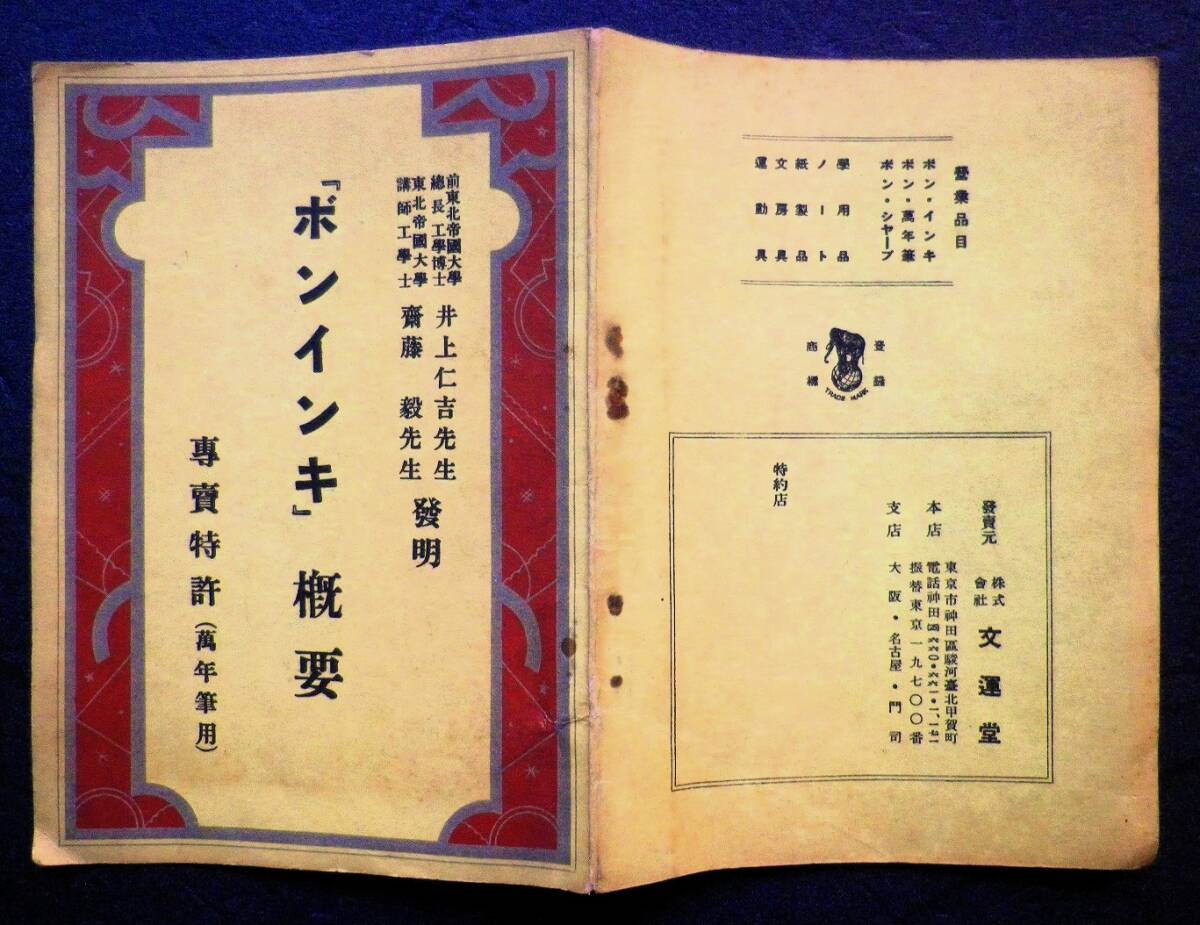 前東北帝國大學
總長工學博士
井上仁吉先生
東北帝國大學
講師工學士
齋藤 毅先生
發明
『ボンインキ』概要
專賣特許(萬年筆用)
營業品目
ボン・インキ
ボン・萬年筆
ボン・シヤープ
學用品
ノート
紙製品
文房具
運動具
登錄
商標
TRADE MARK
發賣元
株式
會社
文運堂
本店
東京市神田區駿河臺北甲賀町
電話神田
振替東京一九七〇〇番
支店
大阪・名古屋・門司
特約店